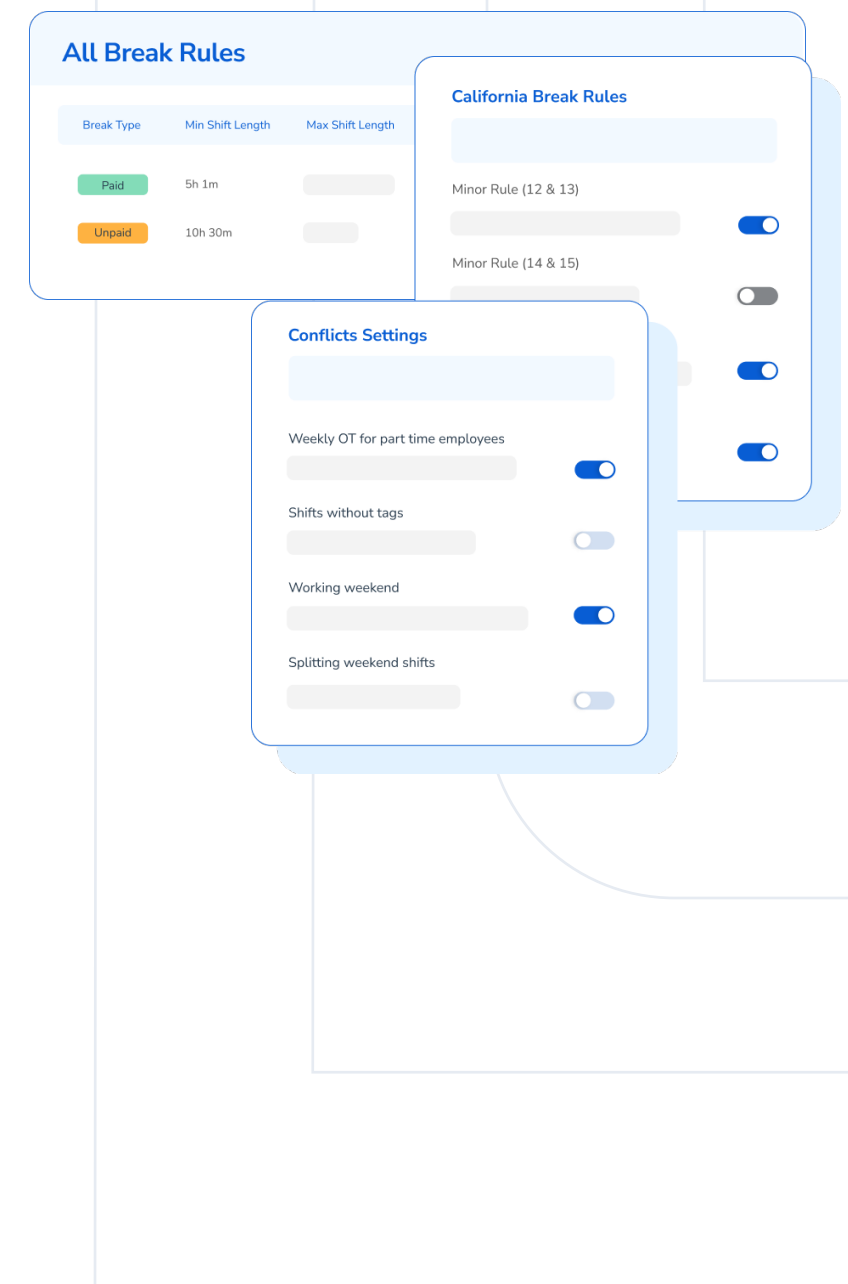 All Break Rules
Break Type Min Shift Length Max Shift Length
Paid 5h 1m
Unpaid 10h 30m
California Break Rules
Minor Rule (12 & 13)
Minor Rule (14 & 15)
Conflicts Settings
Weekly OT for part time employees
Shifts without tags
Working weekend
Splitting weekend shifts